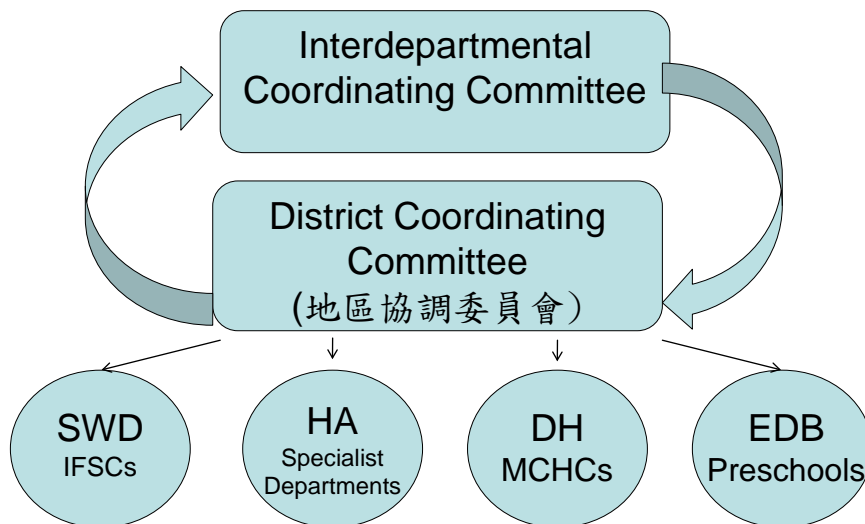 Interdepartmental
Coordinating Committee
District Coordinating
Committee
(地區協調委員會)
SWD
IFSCs
HA
Specialist
Departments
DH
MCHCs
EDB
Preschools